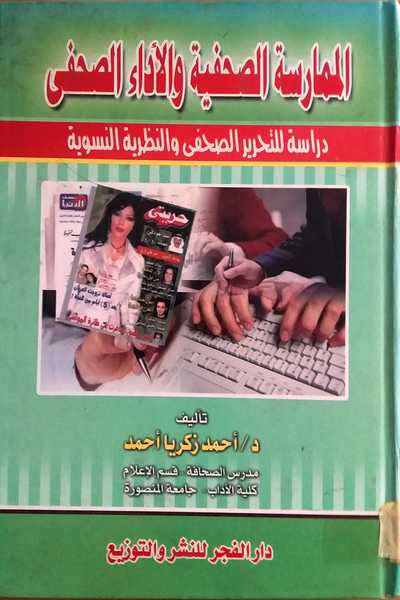 الممارسة الصحفية والأداء الصحفى
دراسة للتحرير الصحفى والنظرية النسوية
حريتى
تأليف
د/ أحمد زكريا أحمد
مدرس الصحافة - قسم الإعلام
كلية الآداب - جامعة المنصورة
دار الفجر للنشر والتوزيع